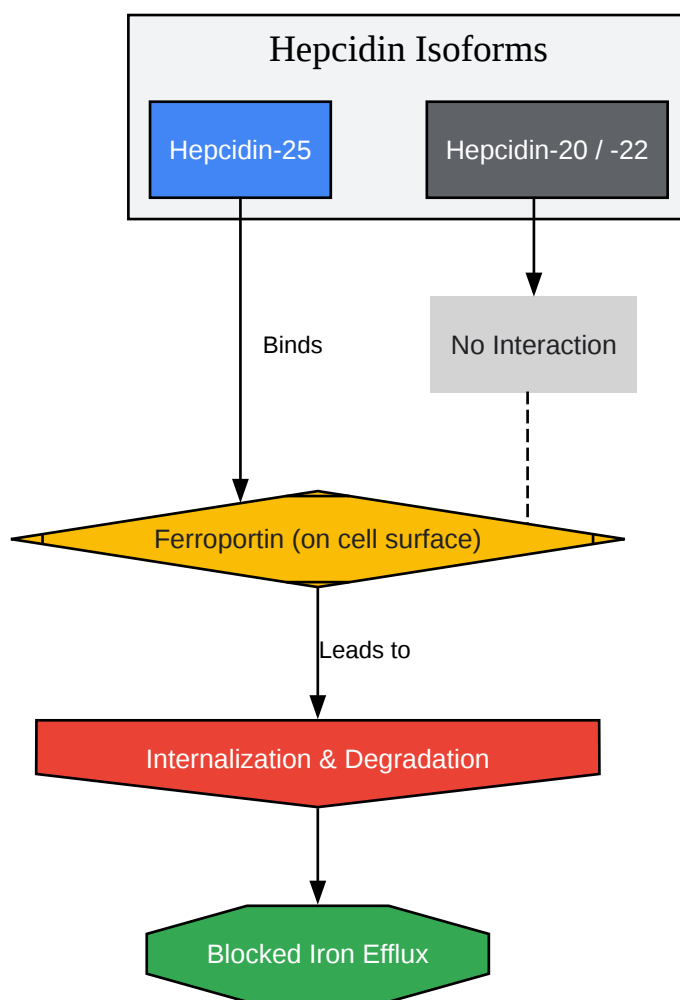 Hepcidin Isoforms
Hepcidin-25
Hepcidin-20 / -22
Binds
No Interaction
Ferroportin (on cell surface)
Leads to
Internalization & Degradation
Blocked Iron Efflux